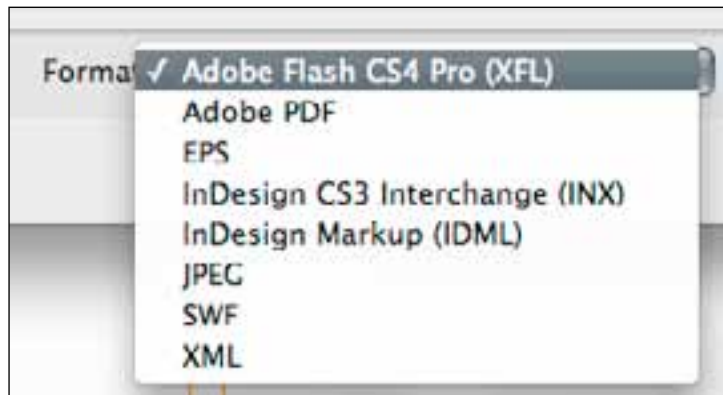 Format ✓ Adobe Flash CS4 Pro (XFL)
Adobe PDF
EPS
InDesign CS3 Interchange (INX)
InDesign Markup (IDML)
JPEG
SWF
XML